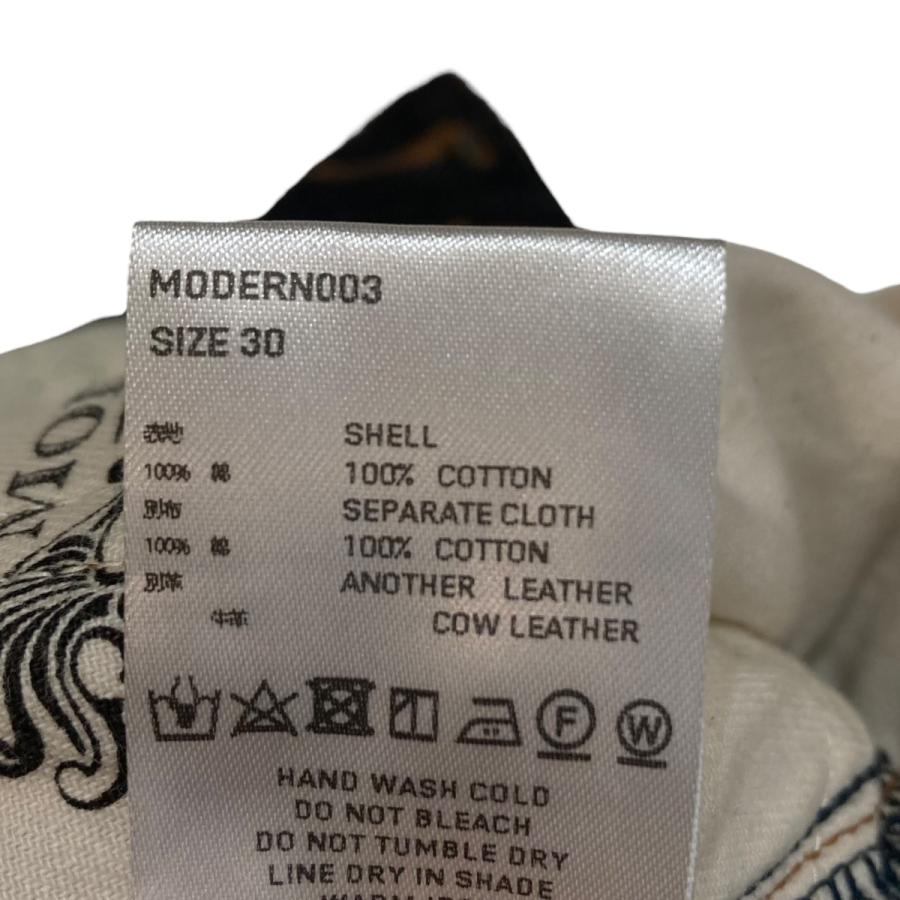 MODERN003
SIZE 30
表地 SHELL
100% 綿 100% COTTON
別布 SEPARATE CLOTH
100% 綿 100% COTTON
別革 ANOTHER LEATHER
牛革 COW LEATHER
F W
HAND WASH COLD
DO NOT BLEACH
DO NOT TUMBLE DRY
LINE DRY IN SHADE